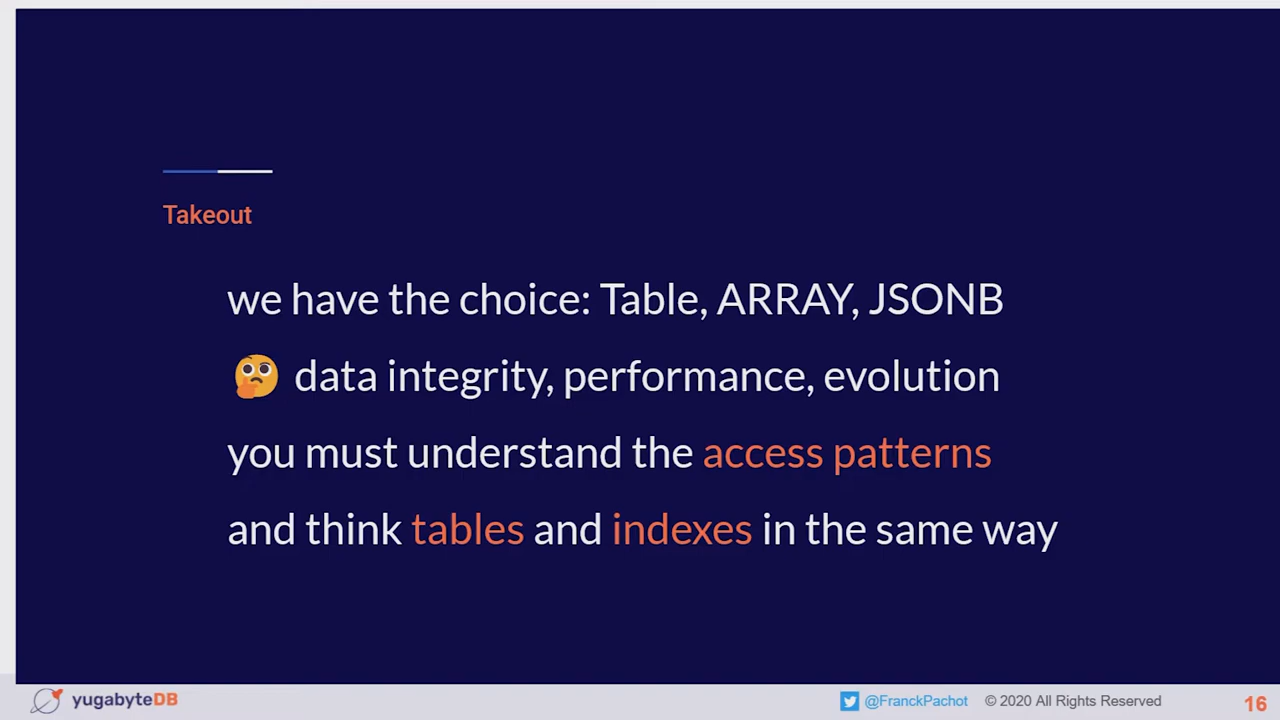 Takeout
we have the choice: Table, ARRAY, JSONB
🤔 data integrity, performance, evolution
you must understand the access patterns
and think tables and indexes in the same way
yugabyteDB
@FranckPachot
© 2020 All Rights Reserved
16